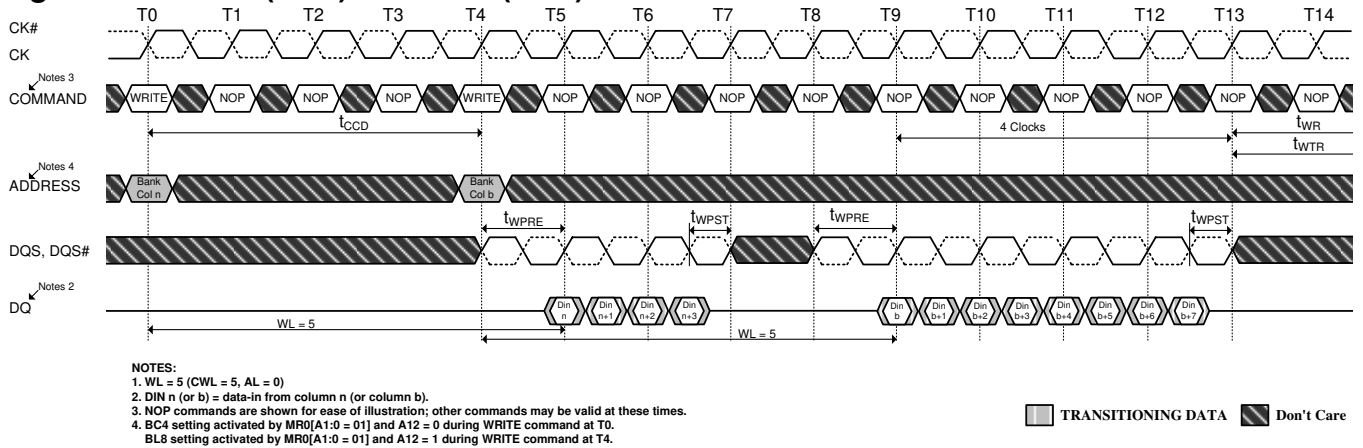 T0 T1 T2 T3 T4 T5 T6 T7 T8 T9 T10 T11 T12 T13 T14
CK#
CK
Notes 3
COMMAND
WRITE NOP NOP NOP WRITE NOP NOP NOP NOP NOP NOP NOP NOP NOP NOP
tCCD
4 Clocks
tWR
tWTR
Notes 4
ADDRESS
Bank
Col n
Bank
Col b
tWPRE
tWPST
tWPRE
tWPST
DQS, DQS#
Notes 2
DQ
Din
n
Din
n+1
Din
n+2
Din
n+3
Din
b
Din
b+1
Din
b+2
Din
b+3
Din
b+4
Din
b+5
Din
b+6
Din
b+7
WL = 5
WL = 5
NOTES:
1. WL = 5 (CWL = 5, AL = 0)
2. DIN n (or b) = data-in from column n (or column b).
3. NOP commands are shown for ease of illustration; other commands may be valid at these times.
4. BC4 setting activated by MR0[A1:0 = 01] and A12 = 0 during WRITE command at T0.
BL8 setting activated by MR0[A1:0 = 01] and A12 = 1 during WRITE command at T4.
TRANSITIONING DATA
Don't Care